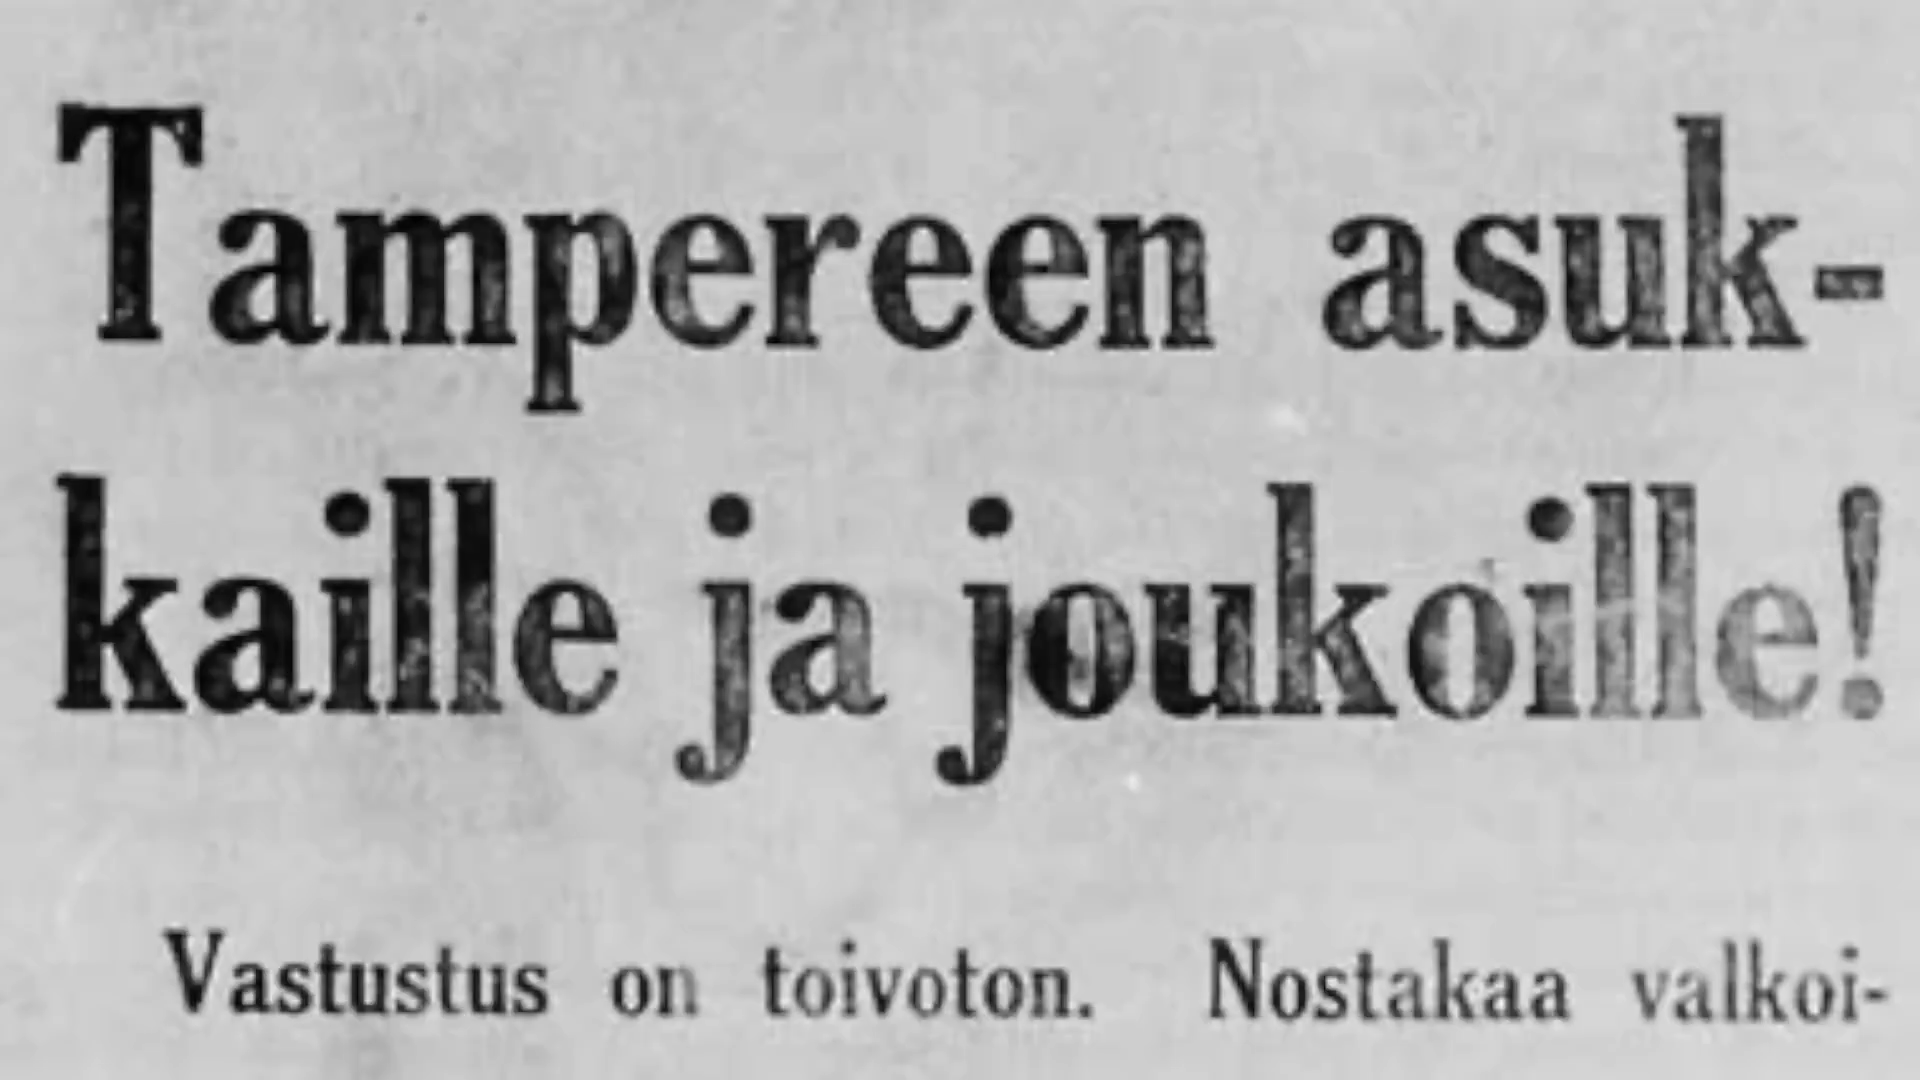 Tampereen asuk-
kaille ja joukoille!
Vastustus on toivoton. Nostakaa valkoi-